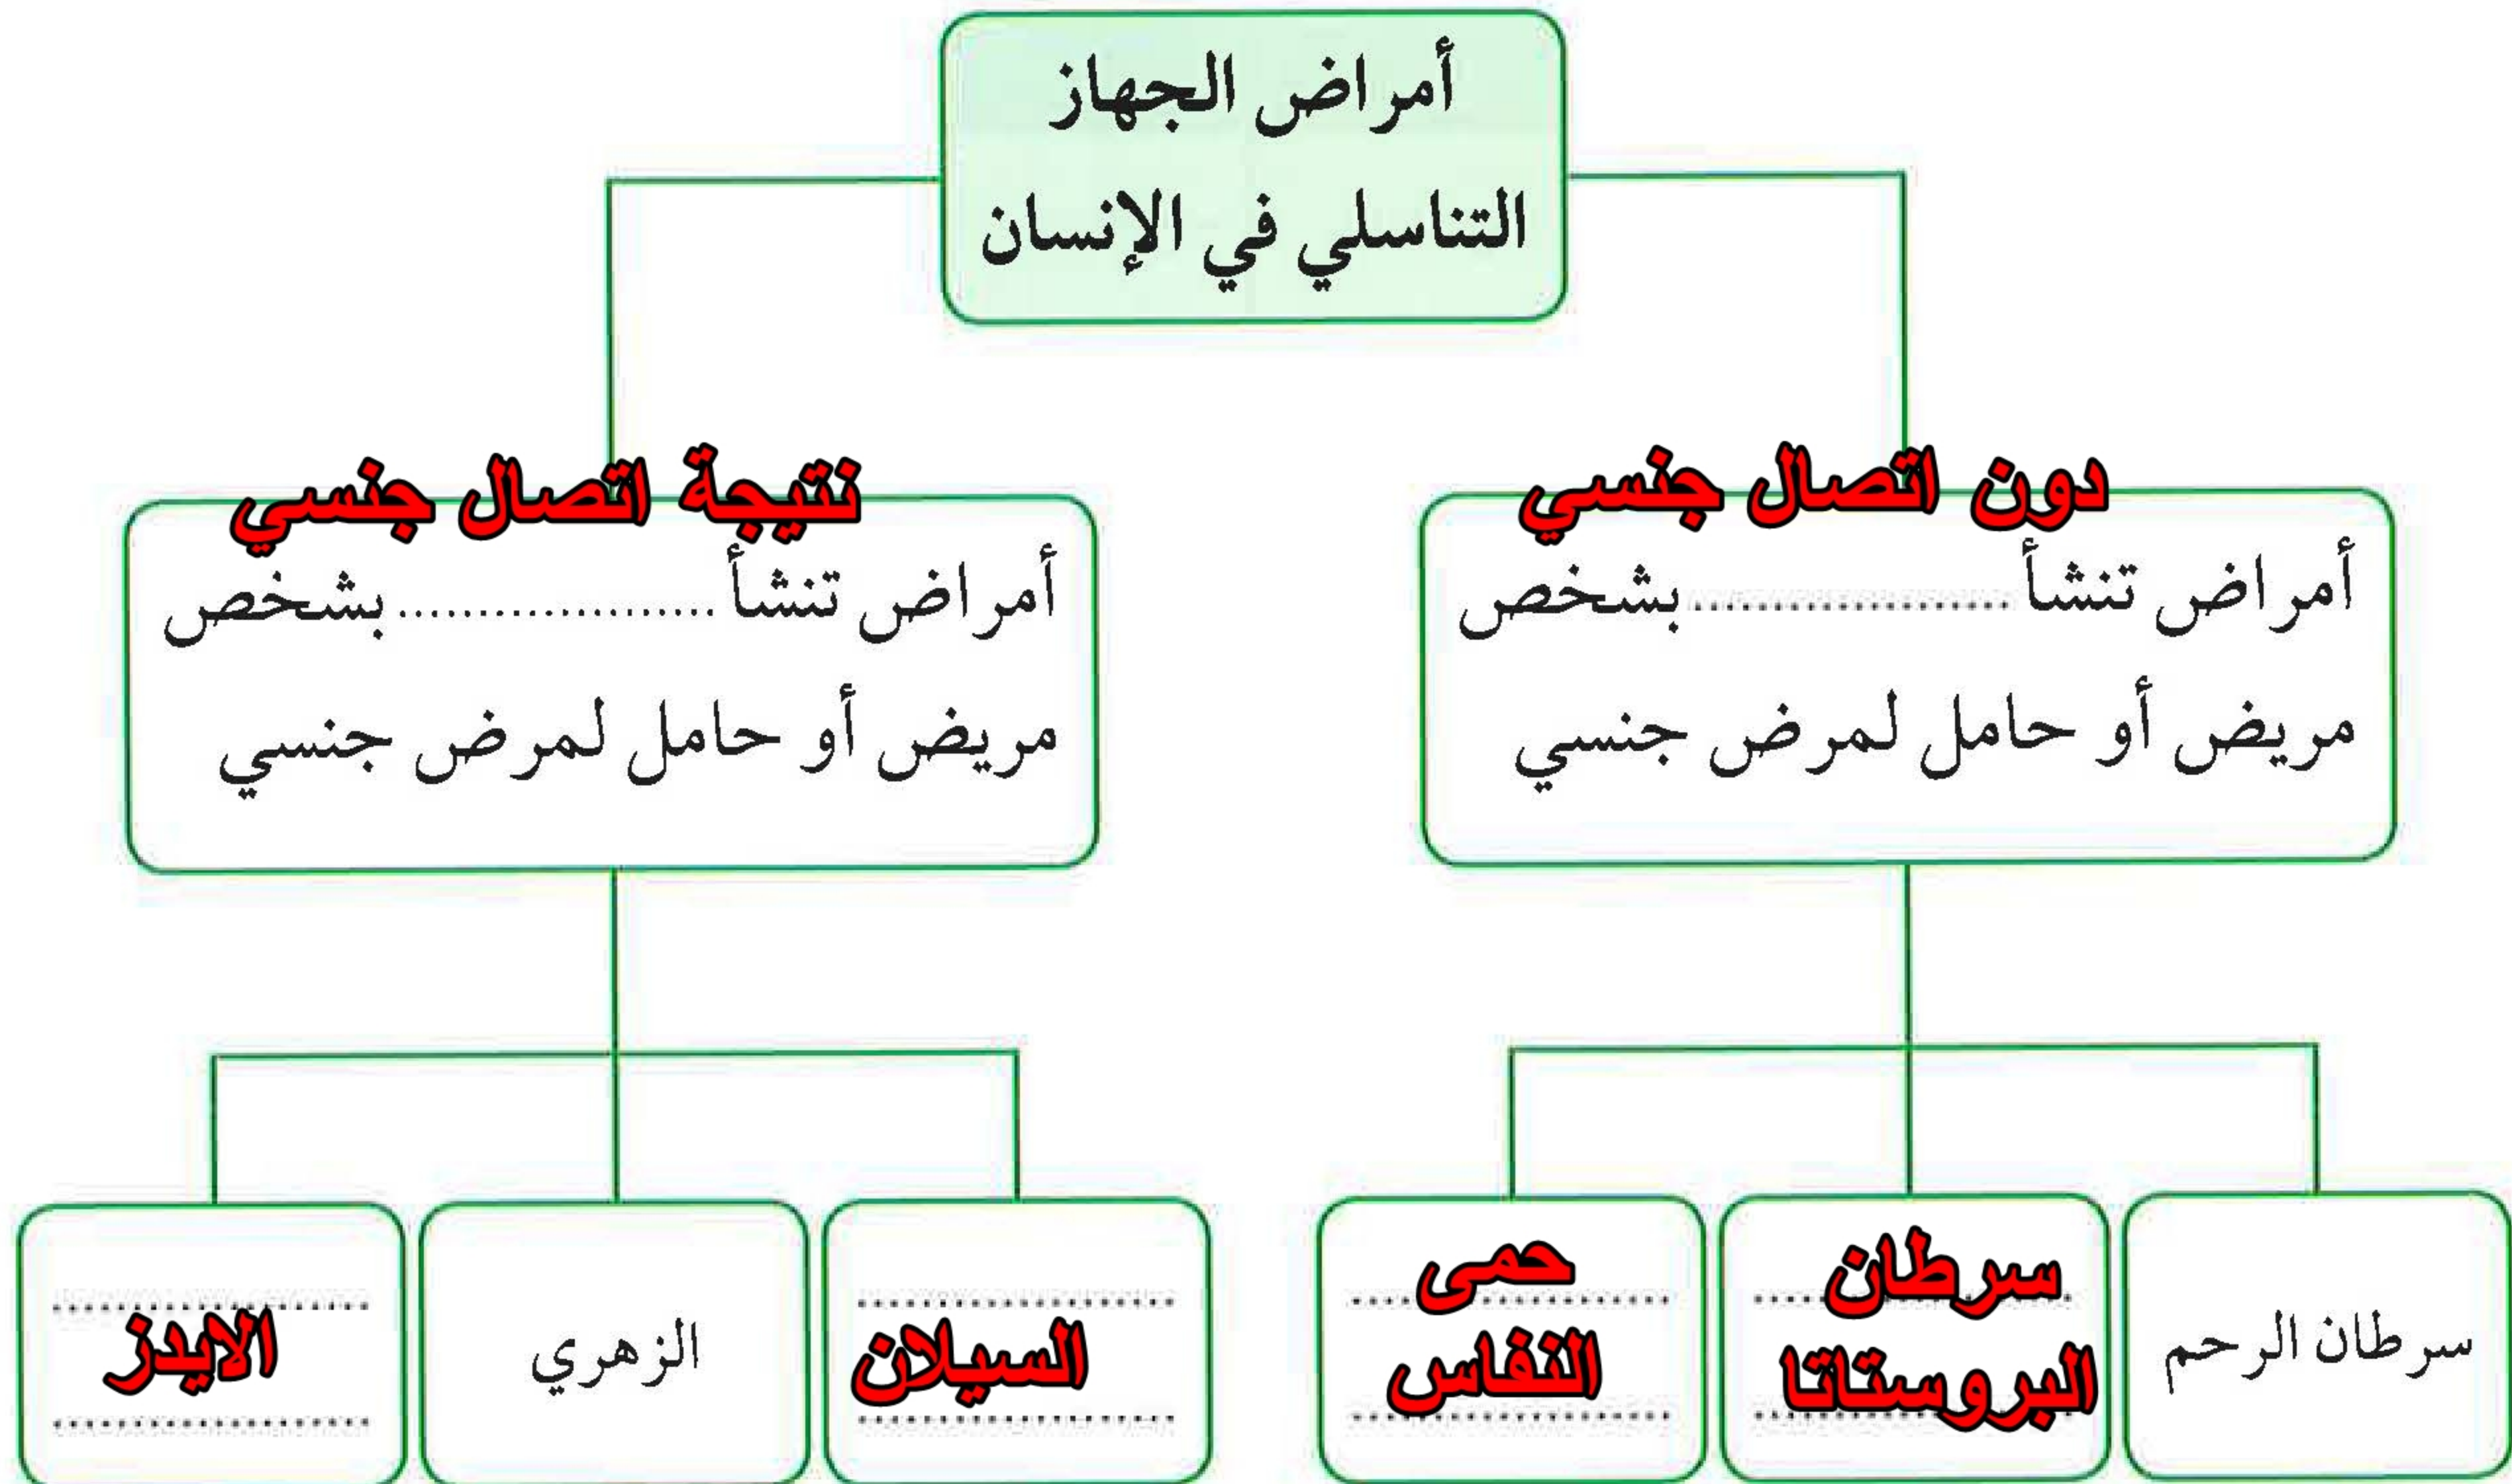 أمراض الجهاز
التناسلي في الإنسان
دون اتصال جنسي
أمراض تنشأ .................... بشخص
مريض أو حامل لمرض جنسي
نتيجة اتصال جنسي
أمراض تنشأ .................... بشخص
مريض أو حامل لمرض جنسي
سرطان الرحم
سرطان
البروستاتا
حمى
النفاس
السيلان
الزهري
الايدز